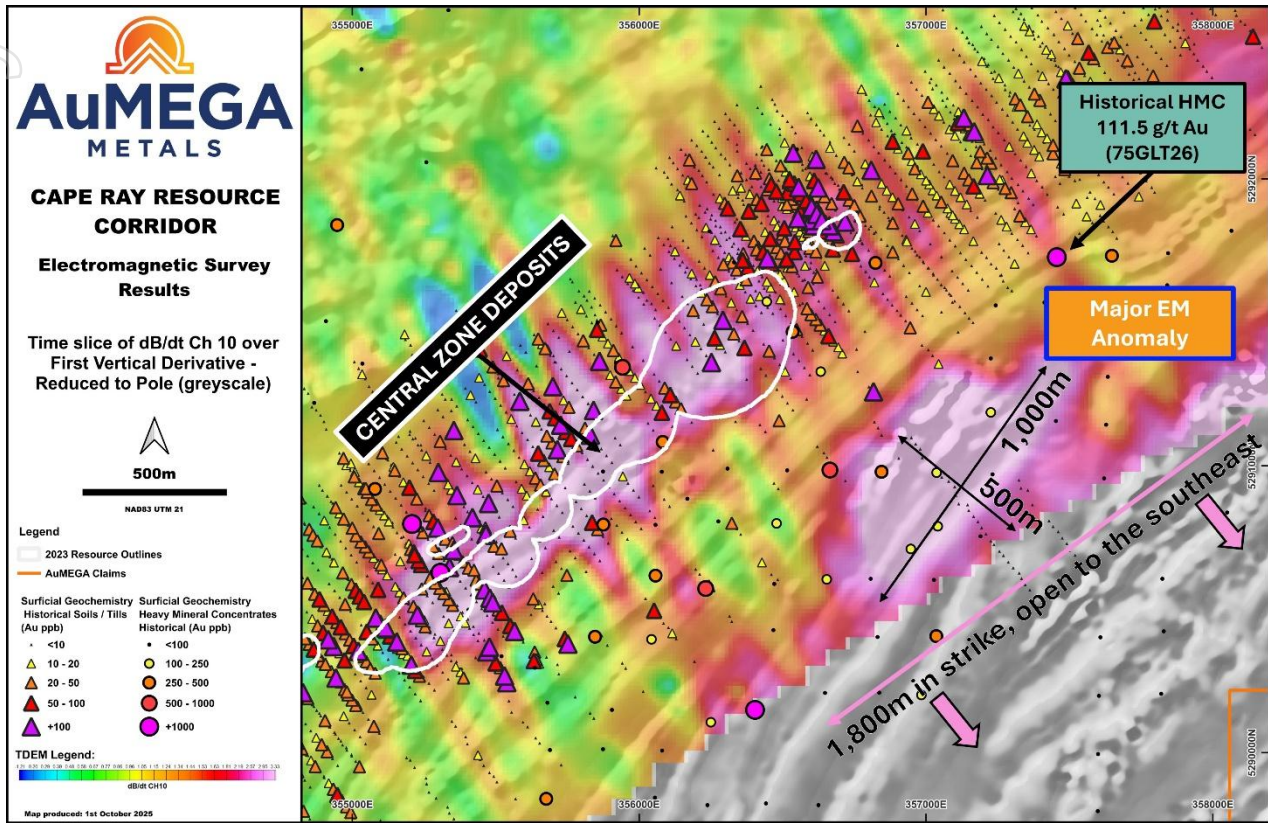 AuMEGA
METALS
CAPE RAY RESOURCE
CORRIDOR
Electromagnetic Survey
Results
Time slice of dB/dt Ch 10 over
First Vertical Derivative -
Reduced to Pole (greyscale)
500m
NAD83 UTM 21
Legend
2023 Resource Outlines
AuMEGA Claims
Surficial Geochemistry
Historical Soils / Tills
(Au ppb)
<10
10 - 20
20 - 50
50 - 100
+100
Surficial Geochemistry
Heavy Mineral Concentrates
Historical (Au ppb)
<100
100 - 250
250 - 500
500 - 1000
+1000
TDEM Legend:
dB/dt CH10
Map produced: 1st October 2025
355000E
356000E
357000E
358000E
5292000N
5291000N
5290000N
Historical HMC
111.5 g/t Au
(75GLT26)
CENTRAL ZONE DEPOSITS
Major EM
Anomaly
1,000m
500m
1,800m in strike, open to the southeast
355000E
356000E
357000E
358000E